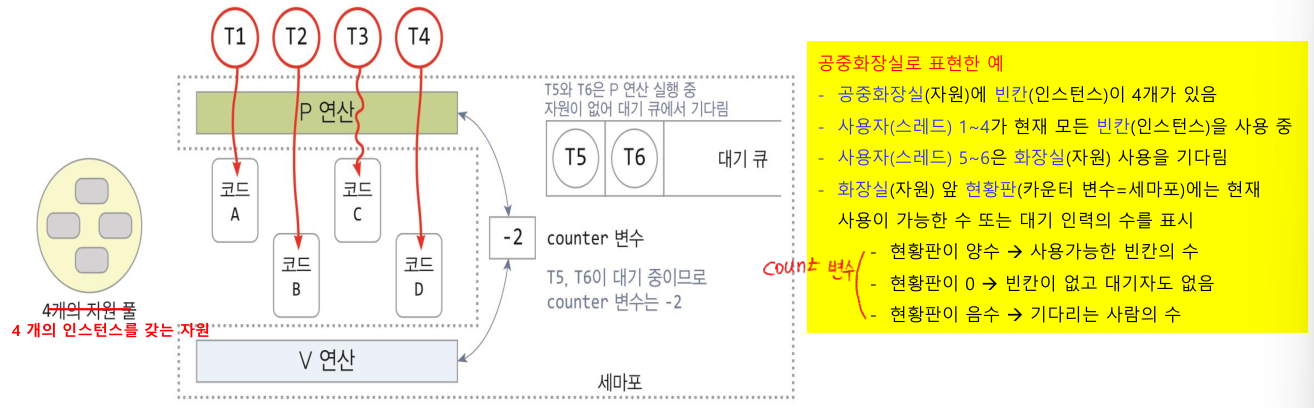 T1
T2
T3
T4
P 연산
T5와 T6은 P 연산 실행 중
자원이 없어 대기 큐에서 기다림
T5
T6
대기 큐
코드
A
코드
B
코드
C
코드
D
-2
counter 변수
T5, T6이 대기 중이므로
counter 변수는 -2
4개의 자원 풀
4 개의 인스턴스를 갖는 자원
V 연산
세마포
공중화장실로 표현한 예
- 공중화장실(자원)에 빈칸(인스턴스)이 4개가 있음
- 사용자(스레드) 1~4가 현재 모든 빈칸(인스턴스)을 사용 중
- 사용자(스레드) 5~6은 화장실(자원) 사용을 기다림
- 화장실(자원) 앞 현황판(카운터 변수=세마포)에는 현재
사용이 가능한 수 또는 대기 인력의 수를 표시
count 변수
- 현황판이 양수 → 사용가능한 빈칸의 수
- 현황판이 0 → 빈칸이 없고 대기자도 없음
- 현황판이 음수 → 기다리는 사람의 수